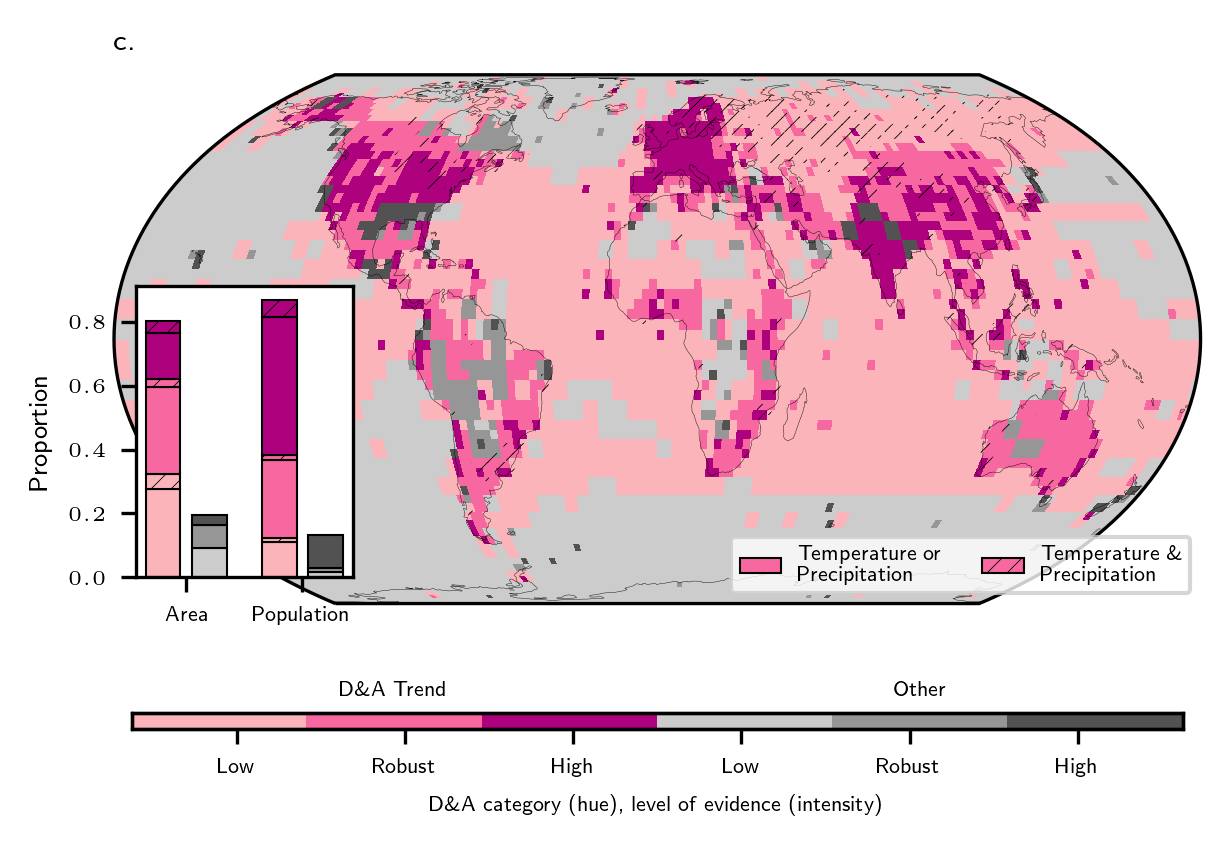 c.
Proportion
0.8
0.6
0.4
0.2
0.0
Area Population
Temperature or
Precipitation
Temperature &
Precipitation
D&A Trend Other
Low Robust High Low Robust High
D&A category (hue), level of evidence (intensity)